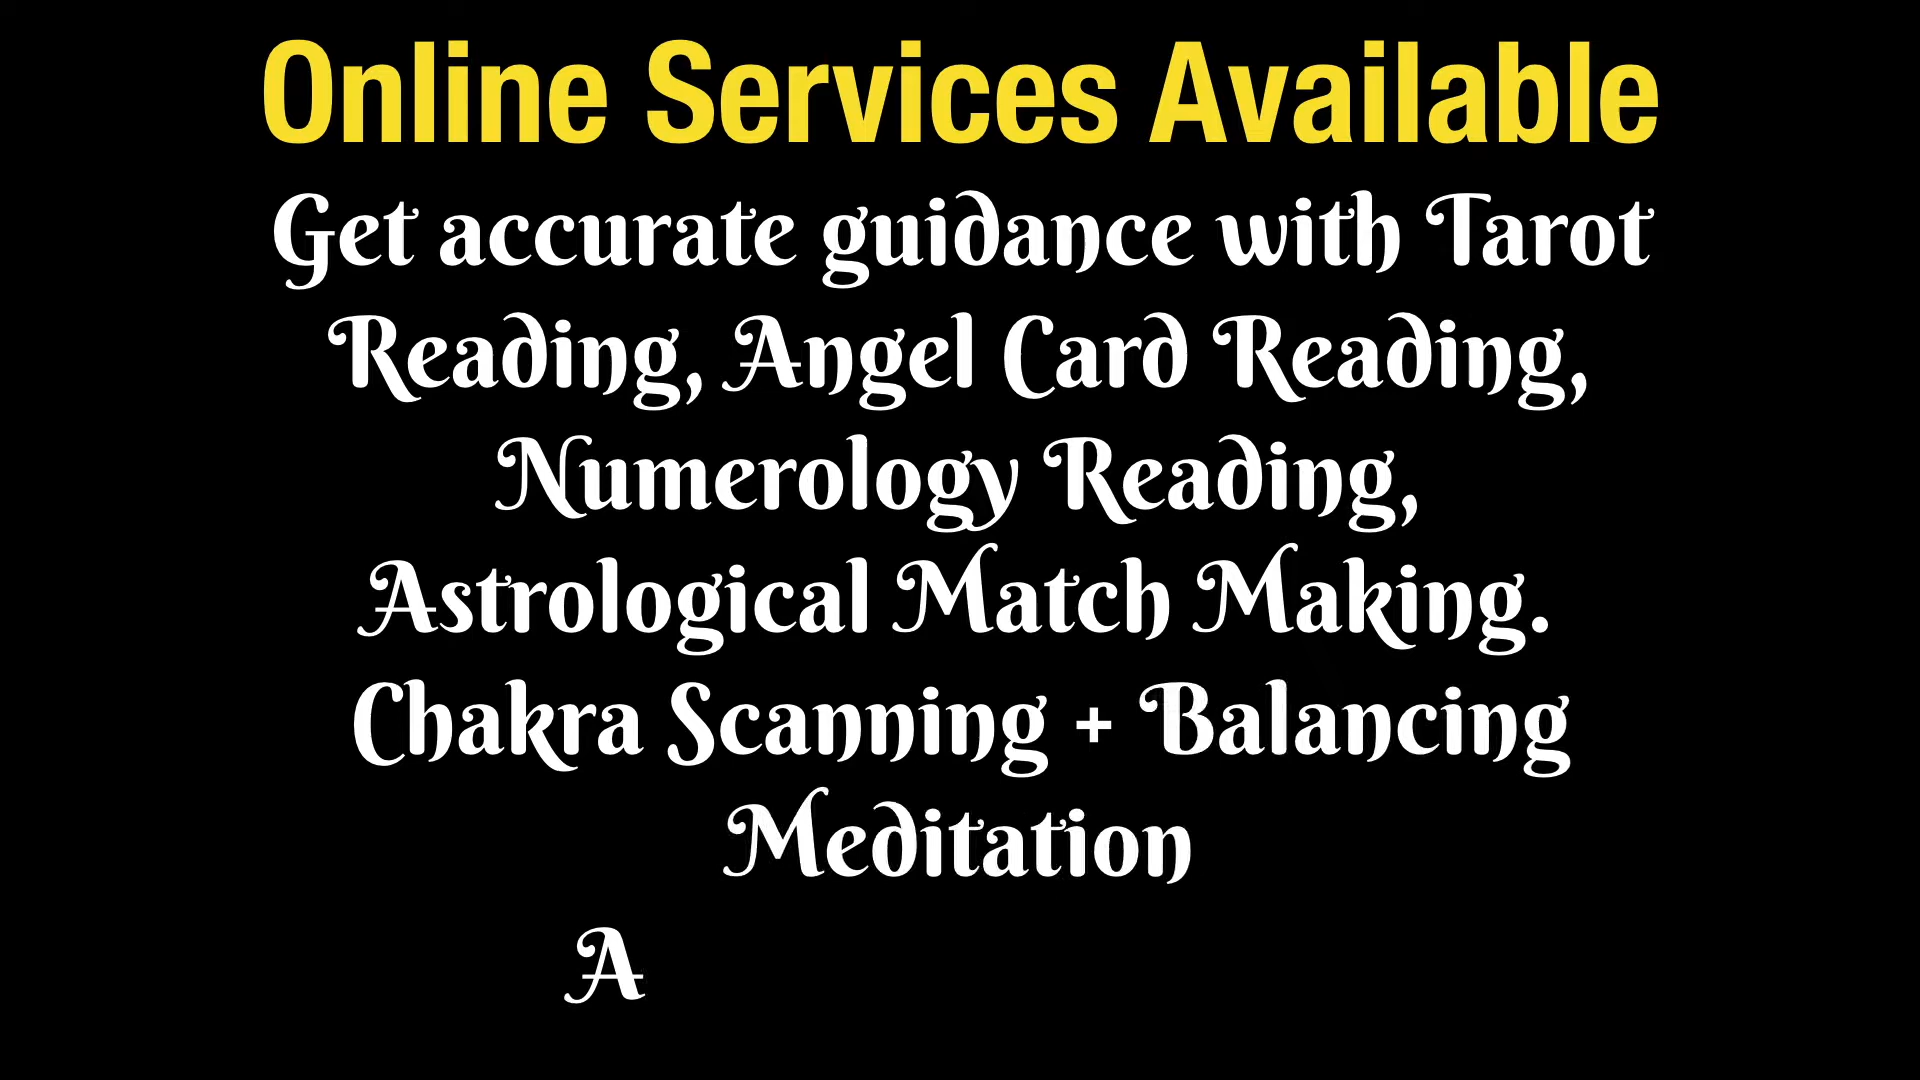 Online Services Available
Get accurate guidance with Tarot
Reading, Angel Card Reading,
Numerology Reading,
Astrological Match Making.
Chakra Scanning + Balancing
Meditation
A